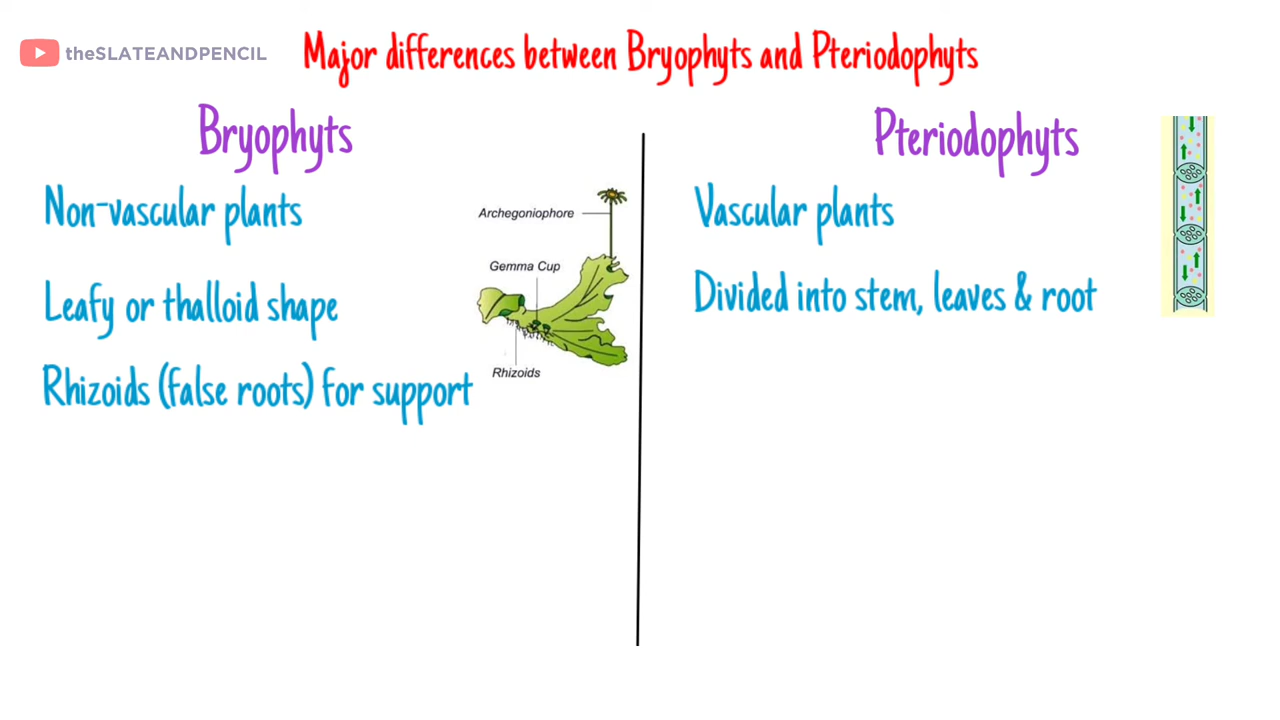 theSLATEANDPENCIL
Major differences between Bryophyts and Pteriodophyts
Bryophyts
Non-vascular plants
Leafy or thalloid shape
Rhizoids (false roots) for support
Archegoniophore
Gemma Cup
Rhizoids
Pteriodophyts
Vascular plants
Divided into stem, leaves & root